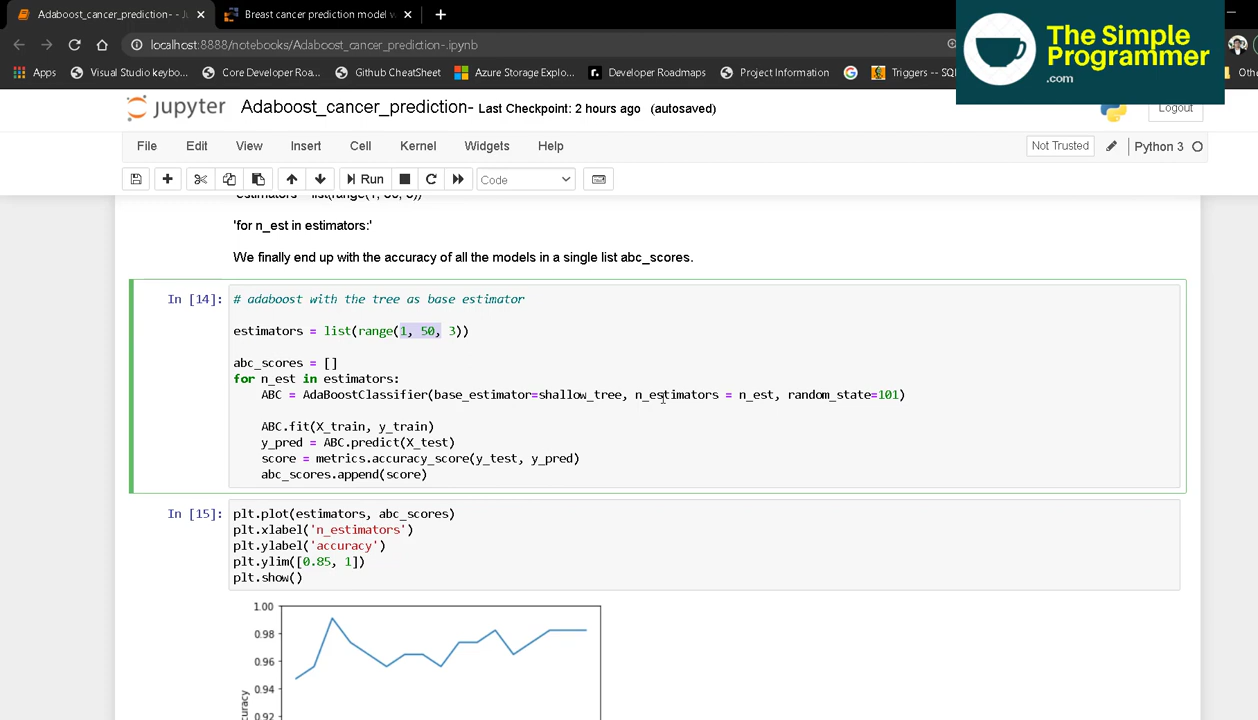 Adaboost_cancer_prediction- - J
Breast cancer prediction model w
localhost:8888/notebooks/Adaboost_cancer_prediction-.ipynb
Apps
Visual Studio keybo...
Core Developer Roa...
Github CheatSheet
Azure Storage Explo...
Developer Roadmaps
Project Information
Triggers -- SQL
Othe
The Simple
Programmer
.com
jupyter
Adaboost_cancer_prediction- Last Checkpoint: 2 hours ago (autosaved)
Logout
File Edit View Insert Cell Kernel Widgets Help
Not Trusted
Python 3
Run
Code
'estimators = list(range(1, 50, 3))'
'for n_est in estimators:'
We finally end up with the accuracy of all the models in a single list abc_scores.
In [14]:
# adaboost with the tree as base estimator
estimators = list(range(1, 50, 3))
abc_scores = []
for n_est in estimators:
ABC = AdaBoostClassifier(base_estimator=shallow_tree, n_estimators = n_est, random_state=101)
ABC.fit(X_train, y_train)
y_pred = ABC.predict(X_test)
score = metrics.accuracy_score(y_test, y_pred)
abc_scores.append(score)
In [15]:
plt.plot(estimators, abc_scores)
plt.xlabel('n_estimators')
plt.ylabel('accuracy')
plt.ylim([0.85, 1])
plt.show()
1.00
0.98
0.96
0.94
0.92